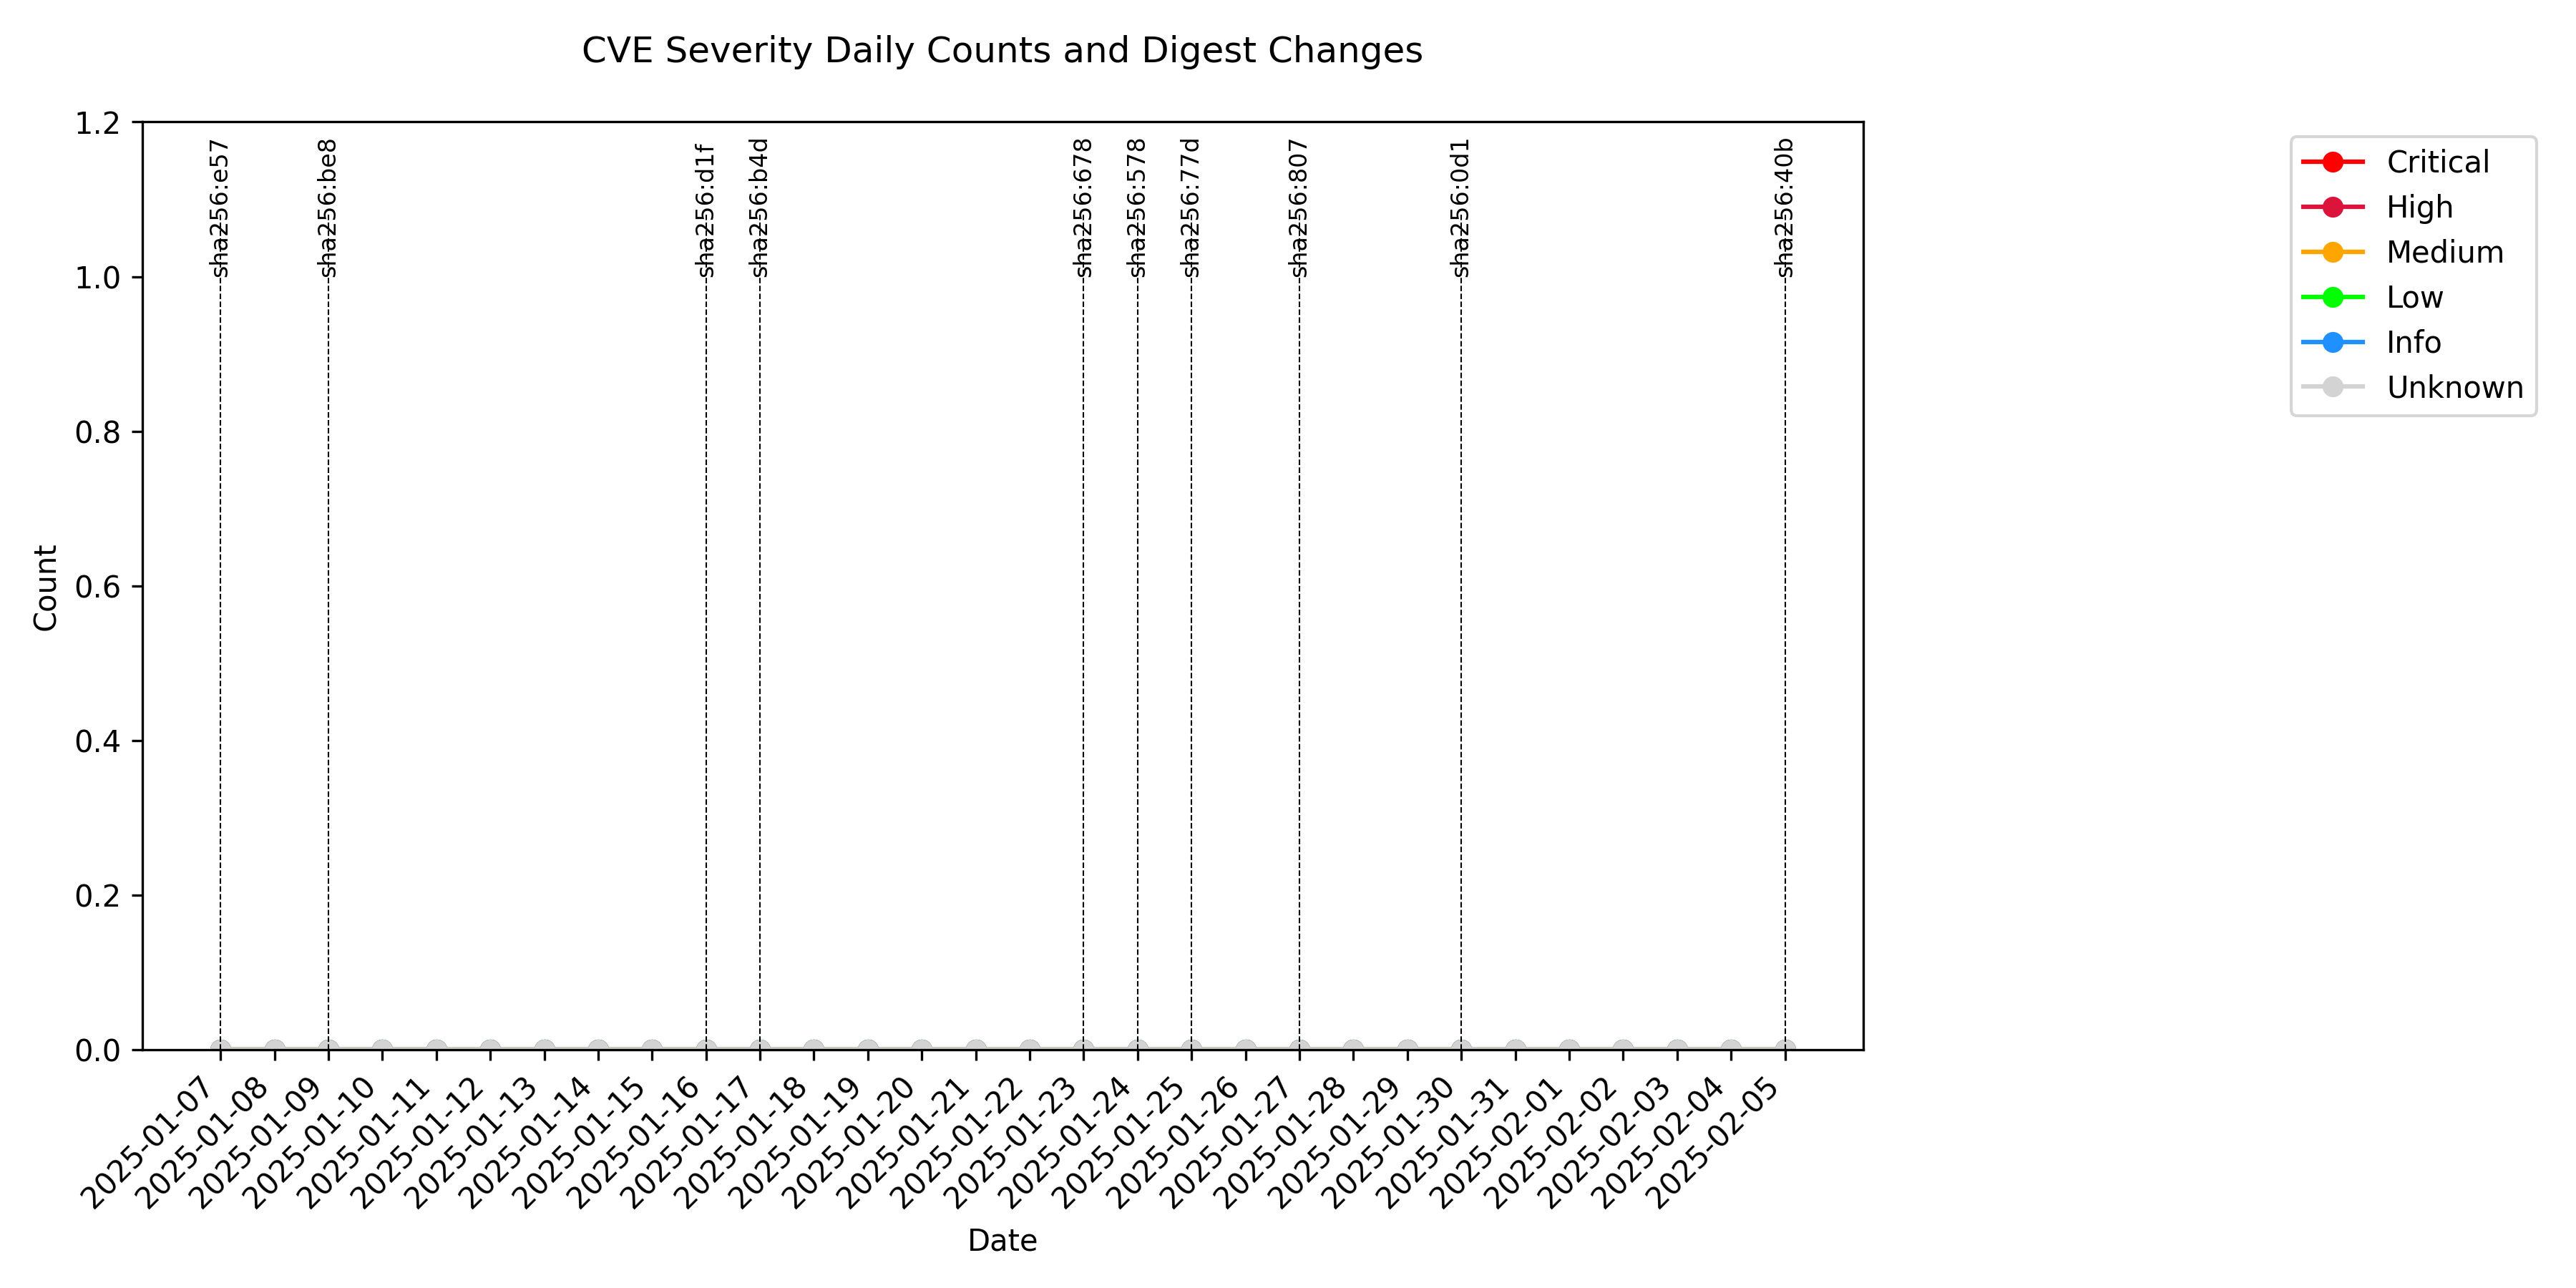 CVE Severity Daily Counts and Digest Changes
1.2
1.0
0.8
0.6
0.4
0.2
0.0
Count
sha256:e57
sha256:be8
sha256:d1f
sha256:b4d
sha256:678
sha256:578
sha256:77d
sha256:807
sha256:0d1
sha256:40b
Critical
High
Medium
Low
Info
Unknown
2025-01-07
2025-01-08
2025-01-09
2025-01-10
2025-01-11
2025-01-12
2025-01-13
2025-01-14
2025-01-15
2025-01-16
2025-01-17
2025-01-18
2025-01-19
2025-01-20
2025-01-21
2025-01-22
2025-01-23
2025-01-24
2025-01-25
2025-01-26
2025-01-27
2025-01-28
2025-01-29
2025-01-30
2025-01-31
2025-02-01
2025-02-02
2025-02-03
2025-02-04
2025-02-05
Date